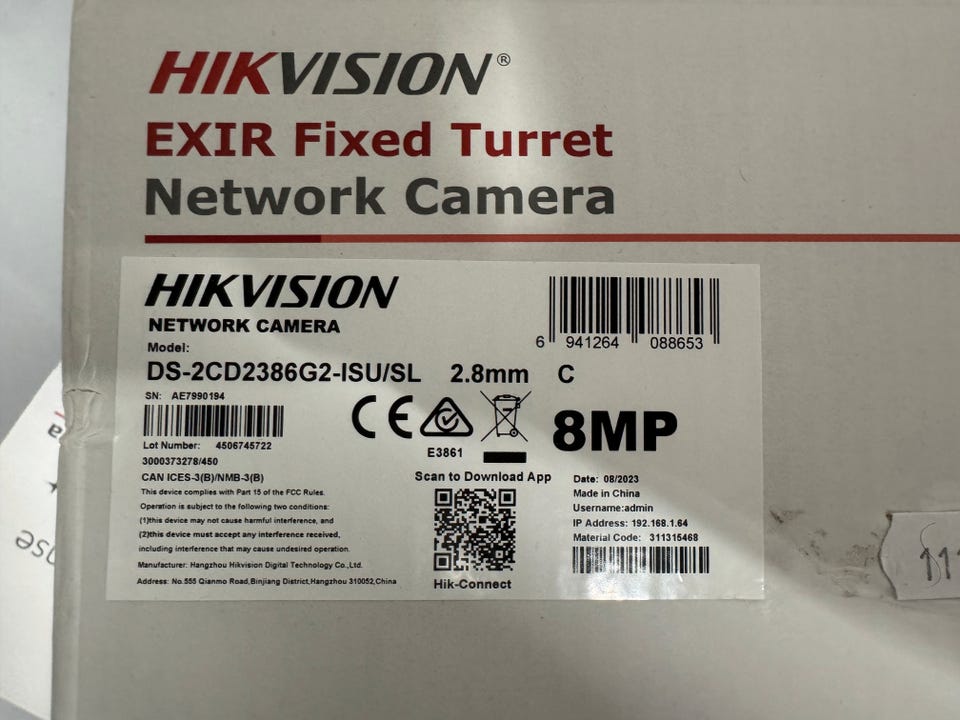 HIKVISION®
EXIR Fixed Turret
Network Camera
HIKVISION
NETWORK CAMERA
Model:
DS-2CD2386G2-ISU/SL 2.8mm C
6 941264 088653
SN: AE7990194
8MP
Lot Number: 4506745722
E3861
3000373278/450
CAN ICES-3(B)/NMB-3(B)
This device complies with Part 15 of the FCC Rules.
Operation is subject to the following two conditions:
(1)this device may not cause harmful interference, and
(2)this device must accept any interference received,
including interference that may cause undesired operation.
Manufacturer: Hangzhou Hikvision Digital Technology Co.,Ltd.
Address: No.555 Qianmo Road,Binjiang District,Hangzhou 310052,China
Scan to Download App
Hik-Connect
Date: 08/2023
Made in China
Username:admin
IP Address: 192.168.1.64
Material Code: 311315468